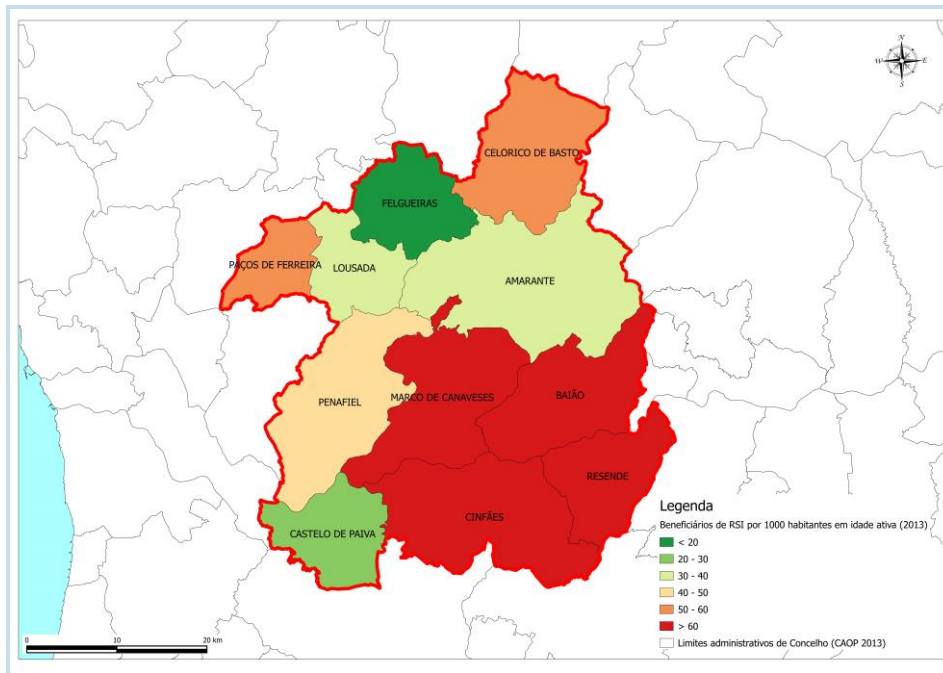 N
W E
S
CELORICO DE BASTO
FELGUEIRAS
PAÇOS DE FERREIRA
LOUSADA
AMARANTE
PENAFIEL
MARCO DE CANAVESES
BAIÃO
RESENDE
CINFÃES
CASTELO DE PAIVA
Legenda
Beneficiários de RSI por 1000 habitantes em idade ativa (2013)
< 20
20 - 30
30 - 40
40 - 50
50 - 60
> 60
Limites administrativos de Concelho (CAOP 2013)
0 10 20 km